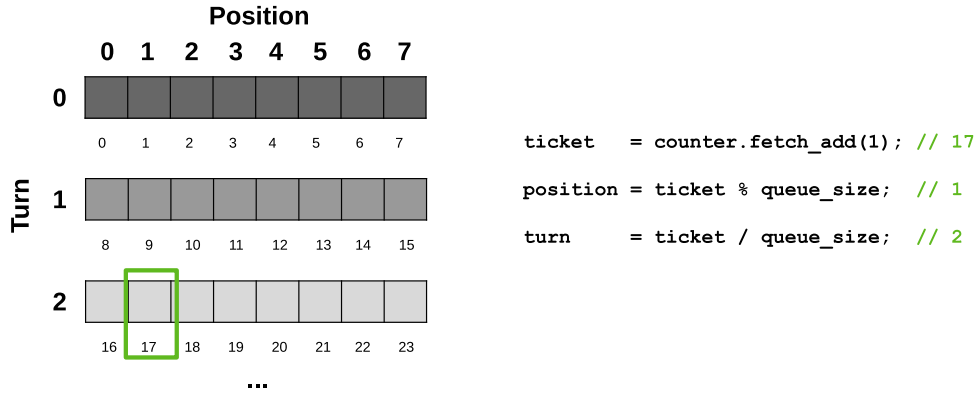 Position
0 1 2 3 4 5 6 7
0
0 1 2 3 4 5 6 7
Turn
1
8 9 10 11 12 13 14 15
2
16 17 18 19 20 21 22 23
...
ticket   = counter.fetch_add(1); // 17
position = ticket % queue_size;  // 1
turn     = ticket / queue_size;  // 2